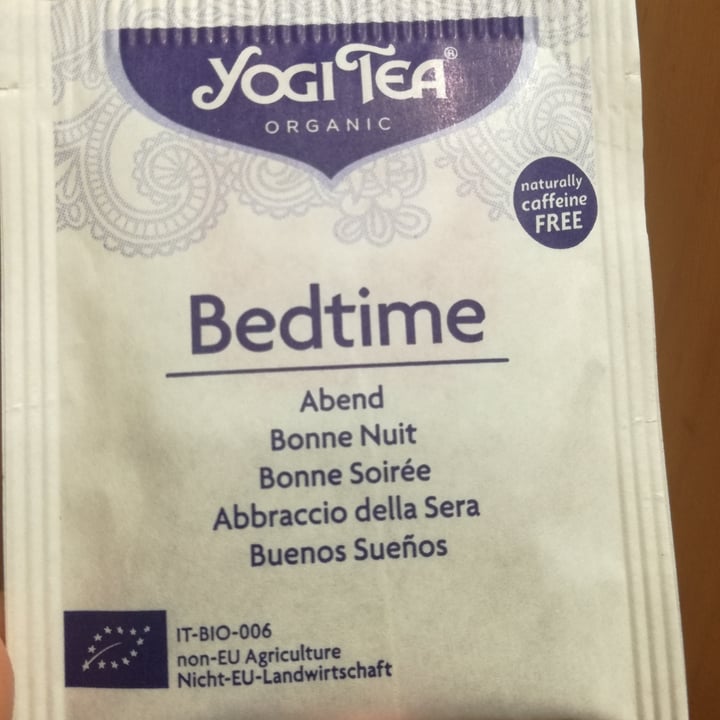 YOGI TEA®
ORGANIC
naturally
caffeine
FREE
Bedtime
Abend
Bonne Nuit
Bonne Soirée
Abbraccio della Sera
Buenos Sueños
IT-BIO-006
non-EU Agriculture
Nicht-EU-Landwirtschaft